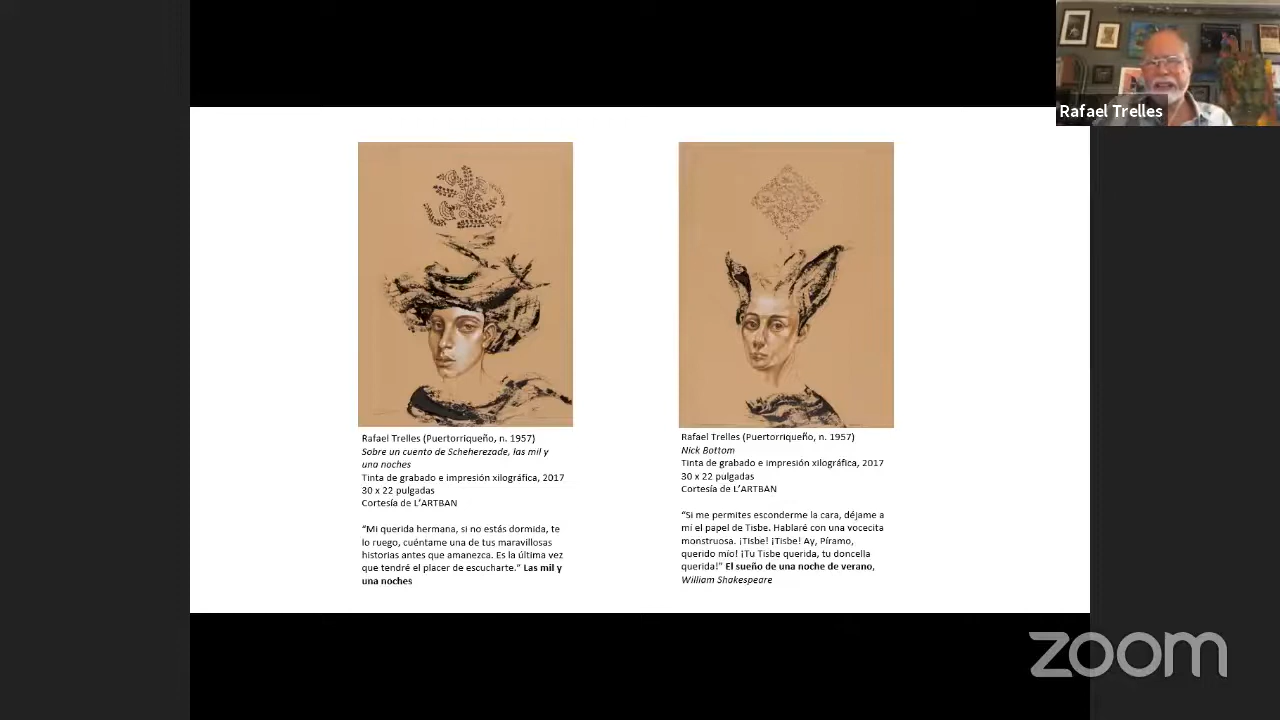 Rafael Trelles
Rafael Trelles (Puertorriqueño, n. 1957)
Sobre un cuento de Scheherezade, las mil y
una noches
Tinta de grabado e impresión xilográfica, 2017
30 x 22 pulgadas
Cortesía de L’ARTBAN
“Mi querida hermana, si no estás dormida, te
lo ruego, cuéntame una de tus maravillosas
historias antes que amanezca. Es la última vez
que tendré el placer de escucharte.” Las mil y
una noches
Rafael Trelles (Puertorriqueño, n. 1957)
Nick Bottom
Tinta de grabado e impresión xilográfica, 2017
30 x 22 pulgadas
Cortesía de L’ARTBAN
“Si me permites esconderme la cara, déjame a
mí el papel de Tisbe. Hablaré con una vocecita
monstruosa. ¡Tisbe! ¡Tisbe! Ay, Píramo,
querido mío! ¡Tu Tisbe querida, tu doncella
querida!” El sueño de una noche de verano,
William Shakespeare
zoom